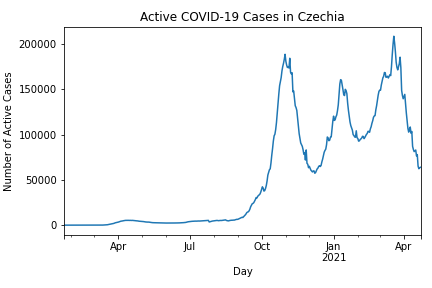 Active COVID-19 Cases in Czechia
Number of Active Cases
200000
150000
100000
50000
0
Apr
Jul
Oct
Jan
2021
Apr
Day